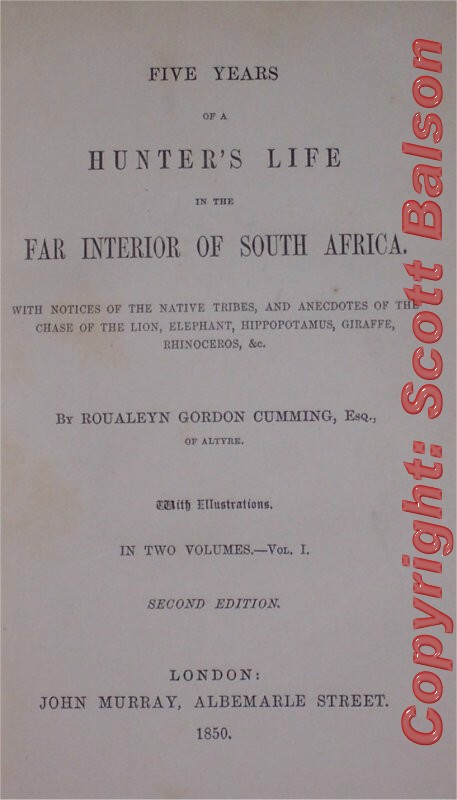 FIVE YEARS
OF A
HUNTER'S LIFE
IN THE
FAR INTERIOR OF SOUTH AFRICA.
WITH NOTICES OF THE NATIVE TRIBES, AND ANECDOTES OF THE
CHASE OF THE LION, ELEPHANT, HIPPOPOTAMUS, GIRAFFE,
RHINOCEROS, &c.
By ROUALEYN GORDON CUMMING, Esq.,
OF ALTYRE.
With Illustrations.
IN TWO VOLUMES.—Vol. I.
SECOND EDITION.
LONDON:
JOHN MURRAY, ALBEMARLE STREET.
1850.
Copyright: Scott Balson